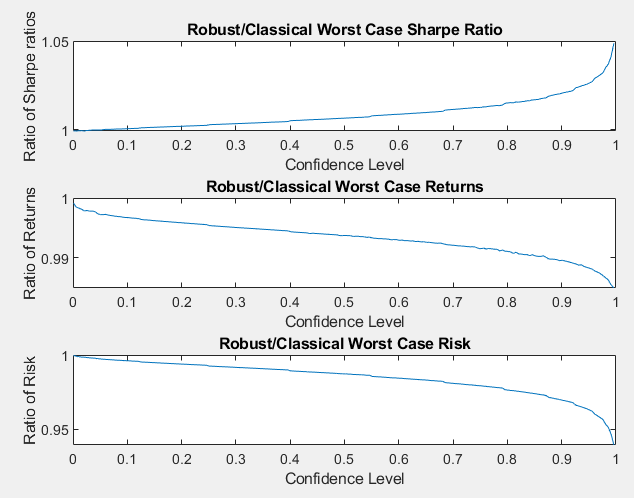 Robust/Classical Worst Case Sharpe Ratio
Ratio of Sharpe ratios
1.05
1
0 0.1 0.2 0.3 0.4 0.5 0.6 0.7 0.8 0.9 1
Confidence Level
Robust/Classical Worst Case Returns
Ratio of Returns
1
0.99
0 0.1 0.2 0.3 0.4 0.5 0.6 0.7 0.8 0.9 1
Confidence Level
Robust/Classical Worst Case Risk
Ratio of Risk
1
0.95
0 0.1 0.2 0.3 0.4 0.5 0.6 0.7 0.8 0.9 1
Confidence Level